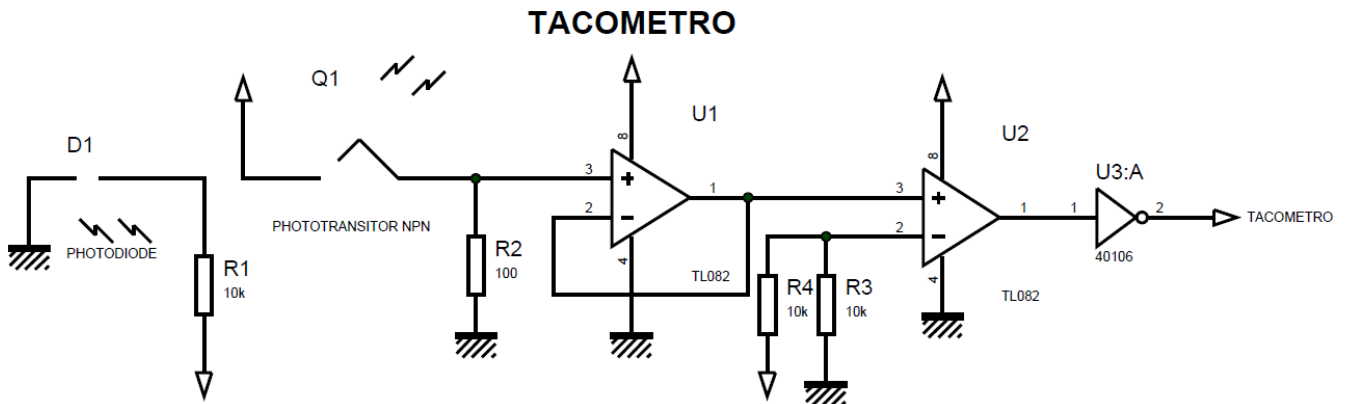 TACOMETRO
Q1
U1
U2
D1
U3:A
8
8
3
1
3
1
1
2
TACOMETRO
2
2
PHOTOTRANSITOR NPN
PHOTODIODE
R2
100
R1
10k
4
TL082
R4
10k
R3
10k
4
TL082
40106